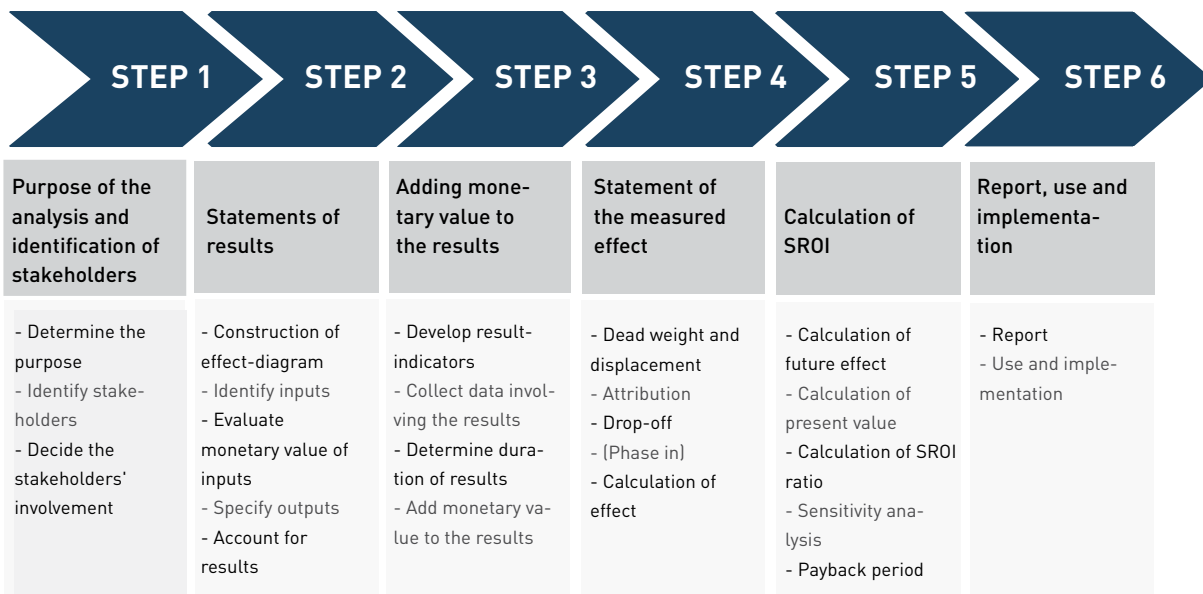 STEP 1
STEP 2
STEP 3
STEP 4
STEP 5
STEP 6
Purpose of the
analysis and
identification of
stakeholders
Statements of
results
Adding mone-
tary value to
the results
Statement of
the measured
effect
Calculation of
SROI
Report, use and
implementa-
tion
- Determine the
purpose
- Identify stake-
holders
- Decide the
stakeholders'
involvement
- Construction of
effect-diagram
- Identify inputs
- Evaluate
monetary value of
inputs
- Specify outputs
- Account for
results
- Develop result-
indicators
- Collect data invol-
ving the results
- Determine dura-
tion of results
- Add monetary va-
lue to the results
- Dead weight and
displacement
- Attribution
- Drop-off
- (Phase in)
- Calculation of
effect
- Calculation of
future effect
- Calculation of
present value
- Calculation of SROI
ratio
- Sensitivity ana-
lysis
- Payback period
- Report
- Use and imple-
mentation